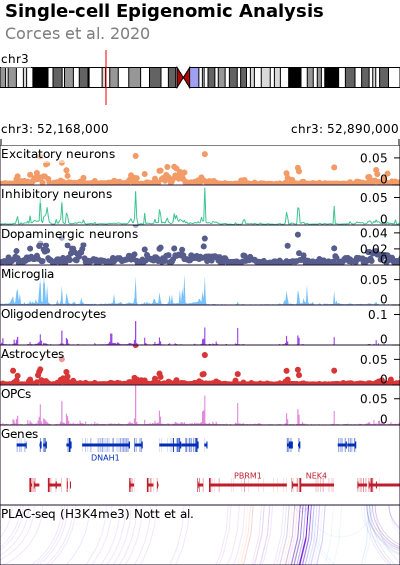 Single-cell Epigenomic Analysis
Corces et al. 2020
chr3
chr3: 52,168,000 chr3: 52,890,000
Excitatory neurons 0.05
0
Inhibitory neurons 0.05
0
Dopaminergic neurons 0.04
0.02
0
Microglia 0.05
0
Oligodendrocytes 0.1
0
Astrocytes 0.05
0
OPCs 0.05
0
Genes
DNAH1
PBRM1 NEK4
PLAC-seq (H3K4me3) Nott et al.